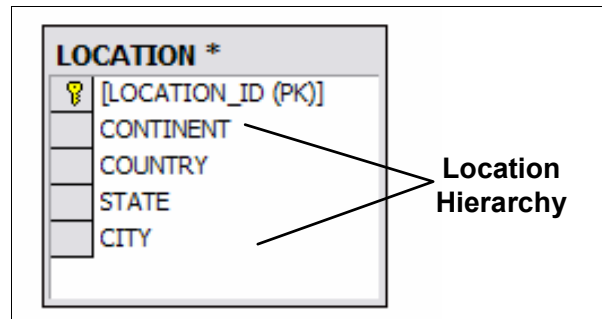 LOCATION *
[LOCATION_ID (PK)]
CONTINENT
COUNTRY
STATE
CITY
Location
Hierarchy